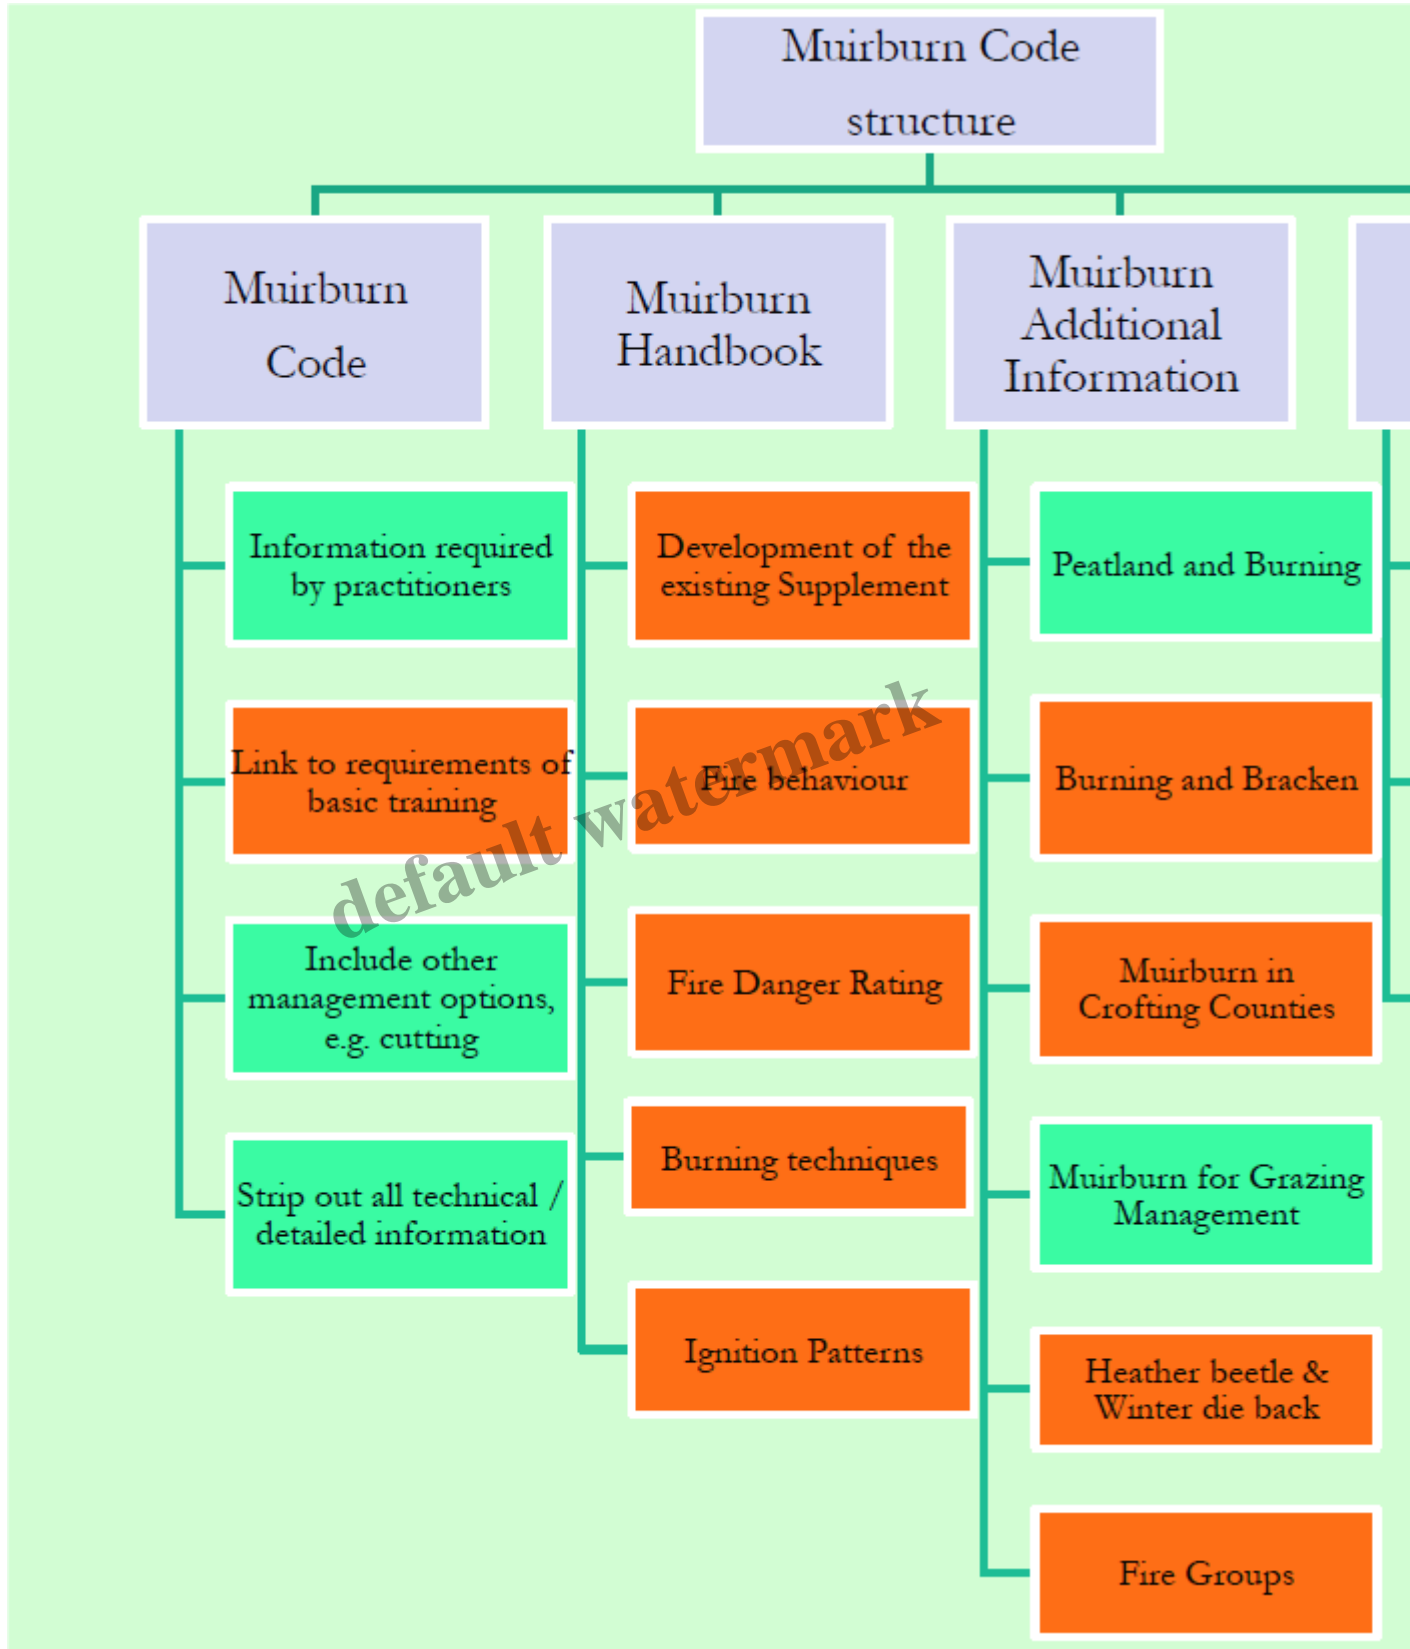 Muirburn Code
structure
Muirburn
Code
Muirburn
Handbook
Muirburn
Additional
Information
Information required
by practitioners
Link to requirements of
basic training
Include other
management options,
e.g. cutting
Strip out all technical /
detailed information
Development of the
existing Supplement
Fire behaviour
Fire Danger Rating
Burning techniques
Ignition Patterns
Peatland and Burning
Burning and Bracken
Muirburn in
Crofting Counties
Muirburn for Grazing
Management
Heather beetle &
Winter die back
Fire Groups
default watermark